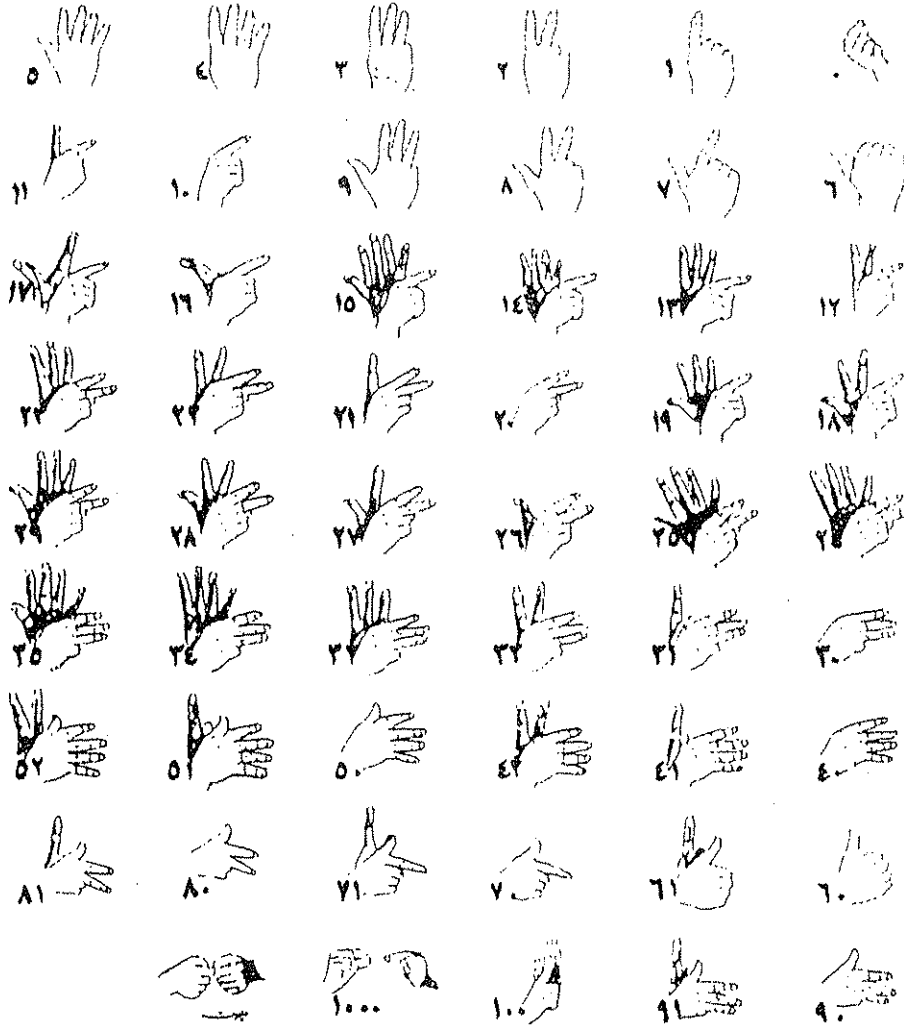 ٠ ١ ٢ ٣ ٤ ٥
٦ ٧ ٨ ٩ ١٠ ١١
١٢ ١٣ ١٤ ١٥ ١٦ ١٧
١٨ ١٩ ٢٠ ٢١ ٢٢ ٢٣
٢٥ ٢٦ ٢٧ ٢٨ ٢٩
٣٠ ٣١ ٣٢ ٣٣ ٣٤ ٣٥
٤٠ ٤١ ٤٢ ٥٠ ٥١ ٥٢
٦٠ ٦١ ٧٠ ٧١ ٨٠ ٨١
٩٠ ٩١ ١٠٠ ١٠٠٠